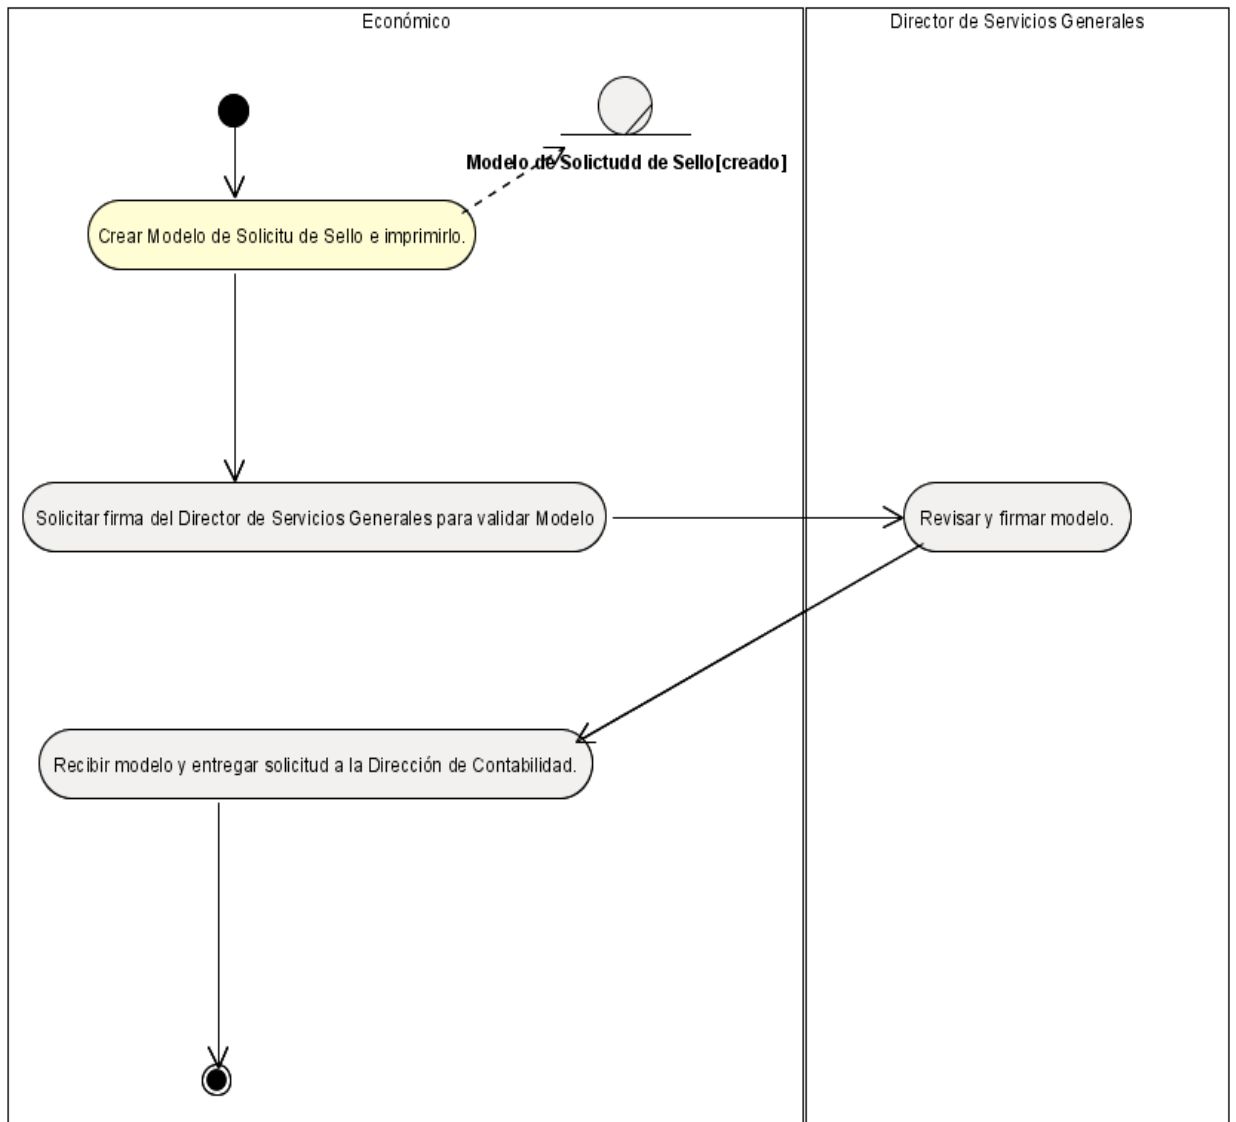 Económico
Director de Servicios Generales
Modelo de Solictudd de Sello[creado]
Crear Modelo de Solicitu de Sello e imprimirlo.
Solicitar firma del Director de Servicios Generales para validar Modelo
Revisar y firmar modelo.
Recibir modelo y entregar solicitud a la Dirección de Contabilidad.